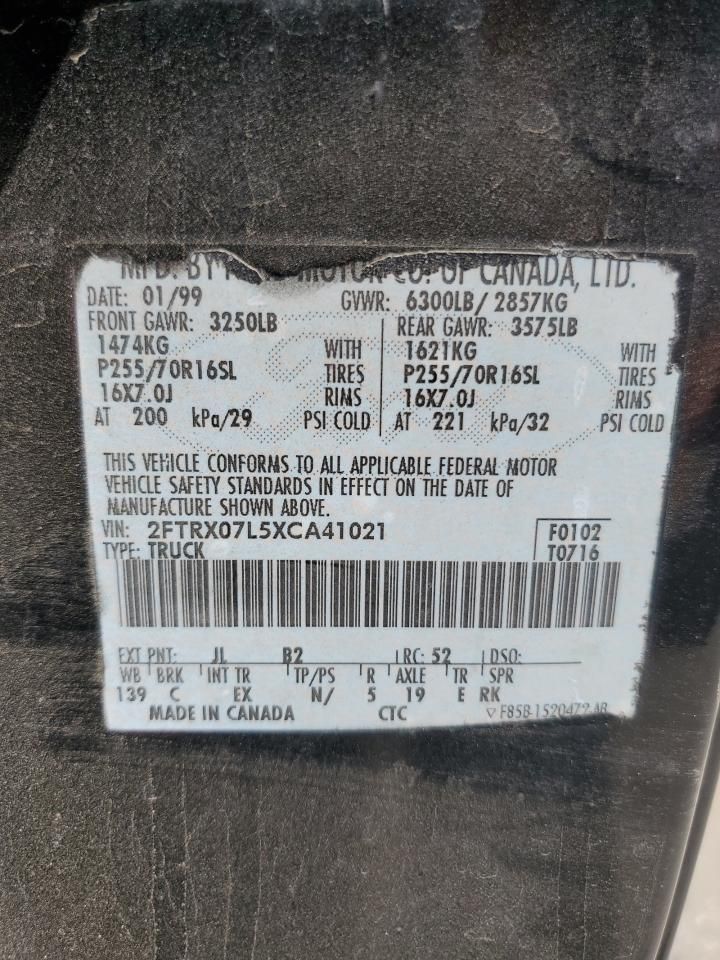 MFD. BY MOTOR CO. OF CANADA, LTD.
DATE: 01/99 GVWR: 6300LB/ 2857KG
FRONT GAWR: 3250LB REAR GAWR: 3575LB
1474KG WITH 1621KG WITH
P255/70R16SL TIRES P255/70R16SL TIRES
16X7.0J RIMS 16X7.0J RIMS
AT 200 kPa/29 PSI COLD AT 221 kPa/32 PSI COLD
THIS VEHICLE CONFORMS TO ALL APPLICABLE FEDERAL MOTOR
VEHICLE SAFETY STANDARDS IN EFFECT ON THE DATE OF
MANUFACTURE SHOWN ABOVE.
VIN: 2FTRX07L5XCA41021 F0102
TYPE: TRUCK T0716
EXT PNT: JL B2 RC: 52 DSO:
WB BRK INT TR TP/PS R AXLE TR SPR
139 C EX N/ 5 19 E RK
MADE IN CANADA CTC F85B-1520472-AB